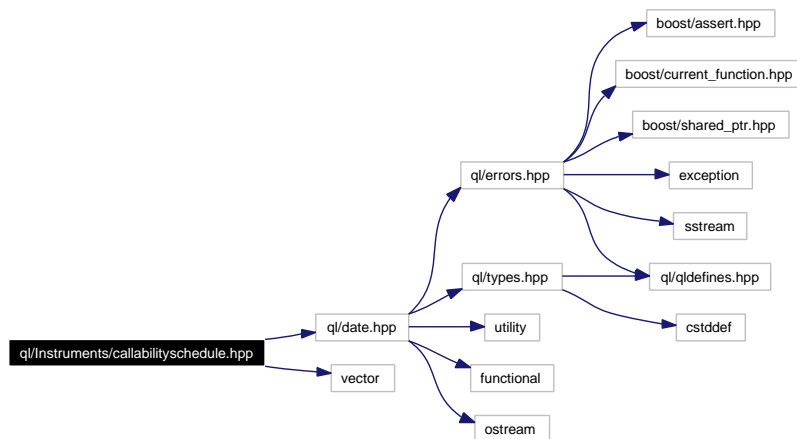 boost/assert.hpp
boost/current_function.hpp
boost/shared_ptr.hpp
ql/errors.hpp
exception
sstream
ql/types.hpp
ql/qldefines.hpp
ql/date.hpp
utility
cstddef
ql/Instruments/callabilityschedule.hpp
vector
functional
ostream